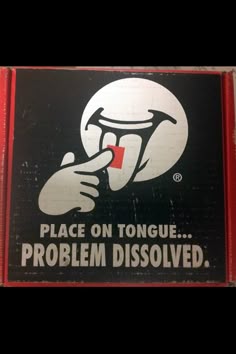 ®
PLACE ON TONGUE...
PROBLEM DISSOLVED.